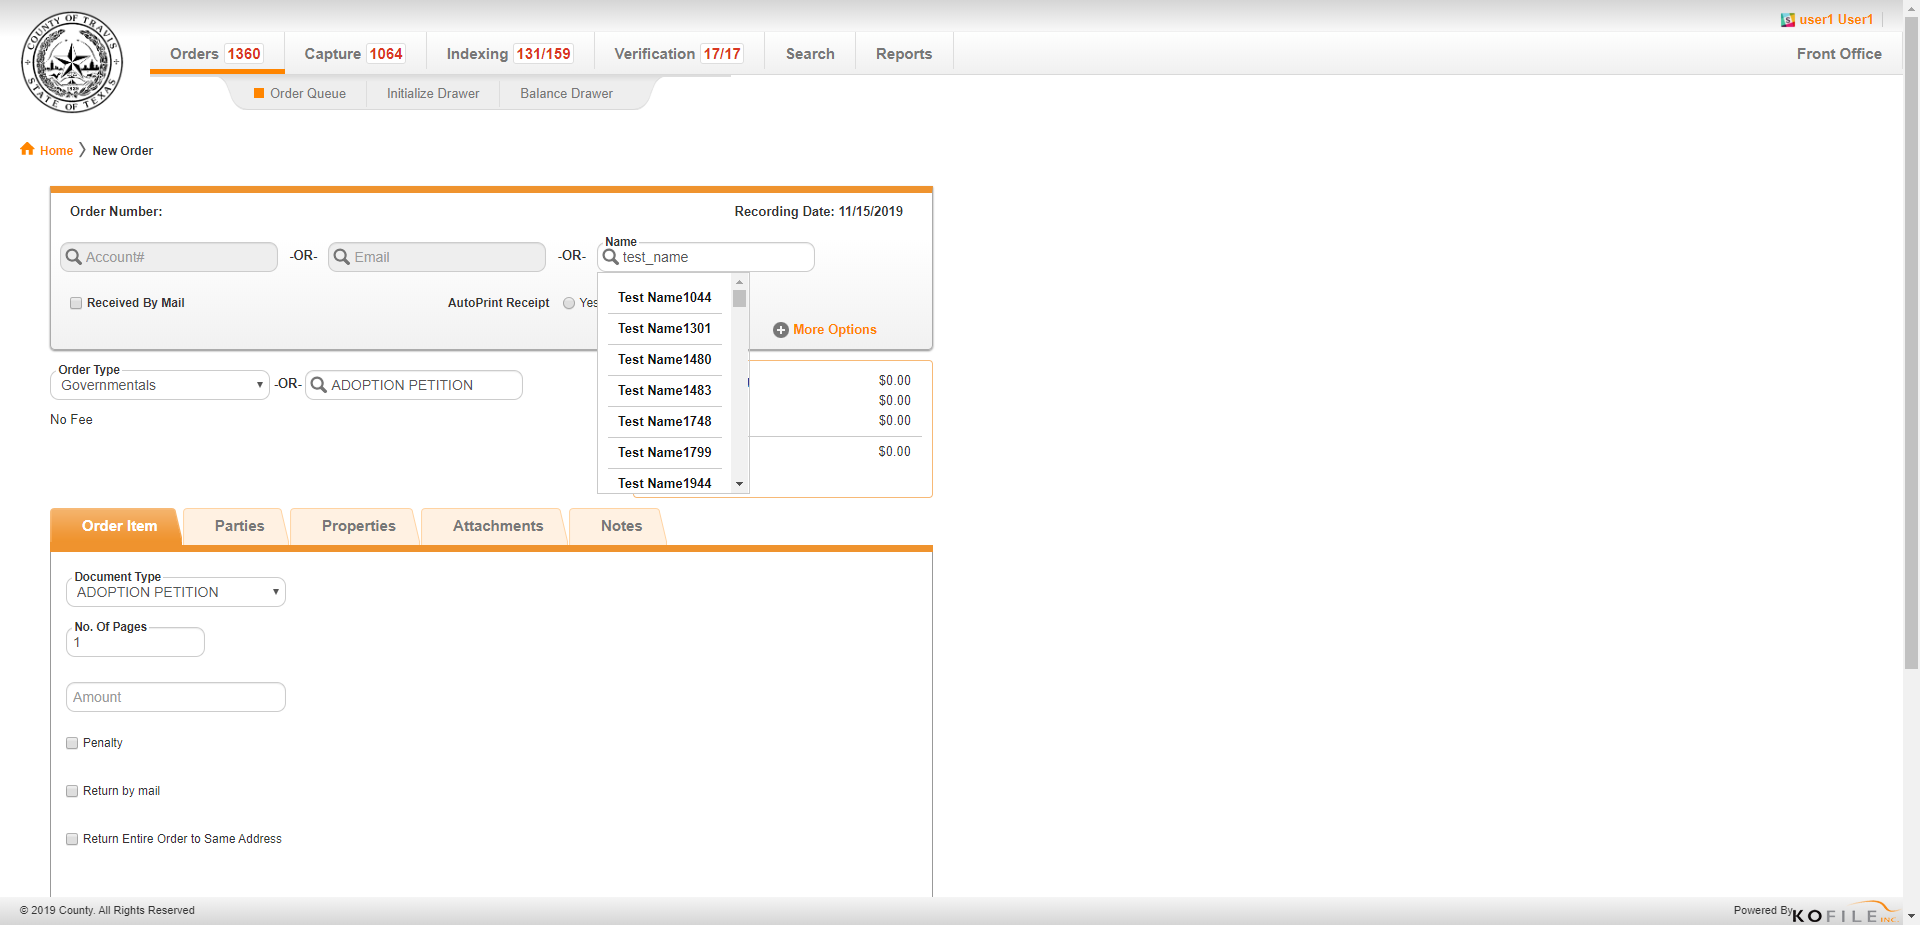 COUNTY OF TRAVIS
STATE OF TEXAS
user1 User1
Orders 1360
Capture 1064
Indexing 131/159
Verification 17/17
Search
Reports
Front Office
Order Queue
Initialize Drawer
Balance Drawer
Home
New Order
Order Number:
Recording Date: 11/15/2019
Account#
-OR-
Email
-OR-
Name
test_name
Received By Mail
AutoPrint Receipt
Yes
Test Name1044
Test Name1301
Test Name1480
Test Name1483
Test Name1748
Test Name1799
Test Name1944
More Options
Order Type
Governmentals
-OR-
ADOPTION PETITION
No Fee
$0.00
$0.00
$0.00
$0.00
Order Item
Parties
Properties
Attachments
Notes
Document Type
ADOPTION PETITION
No. Of Pages
1
Amount
Penalty
Return by mail
Return Entire Order to Same Address
© 2019 County. All Rights Reserved
Powered By
KOFILE INC.